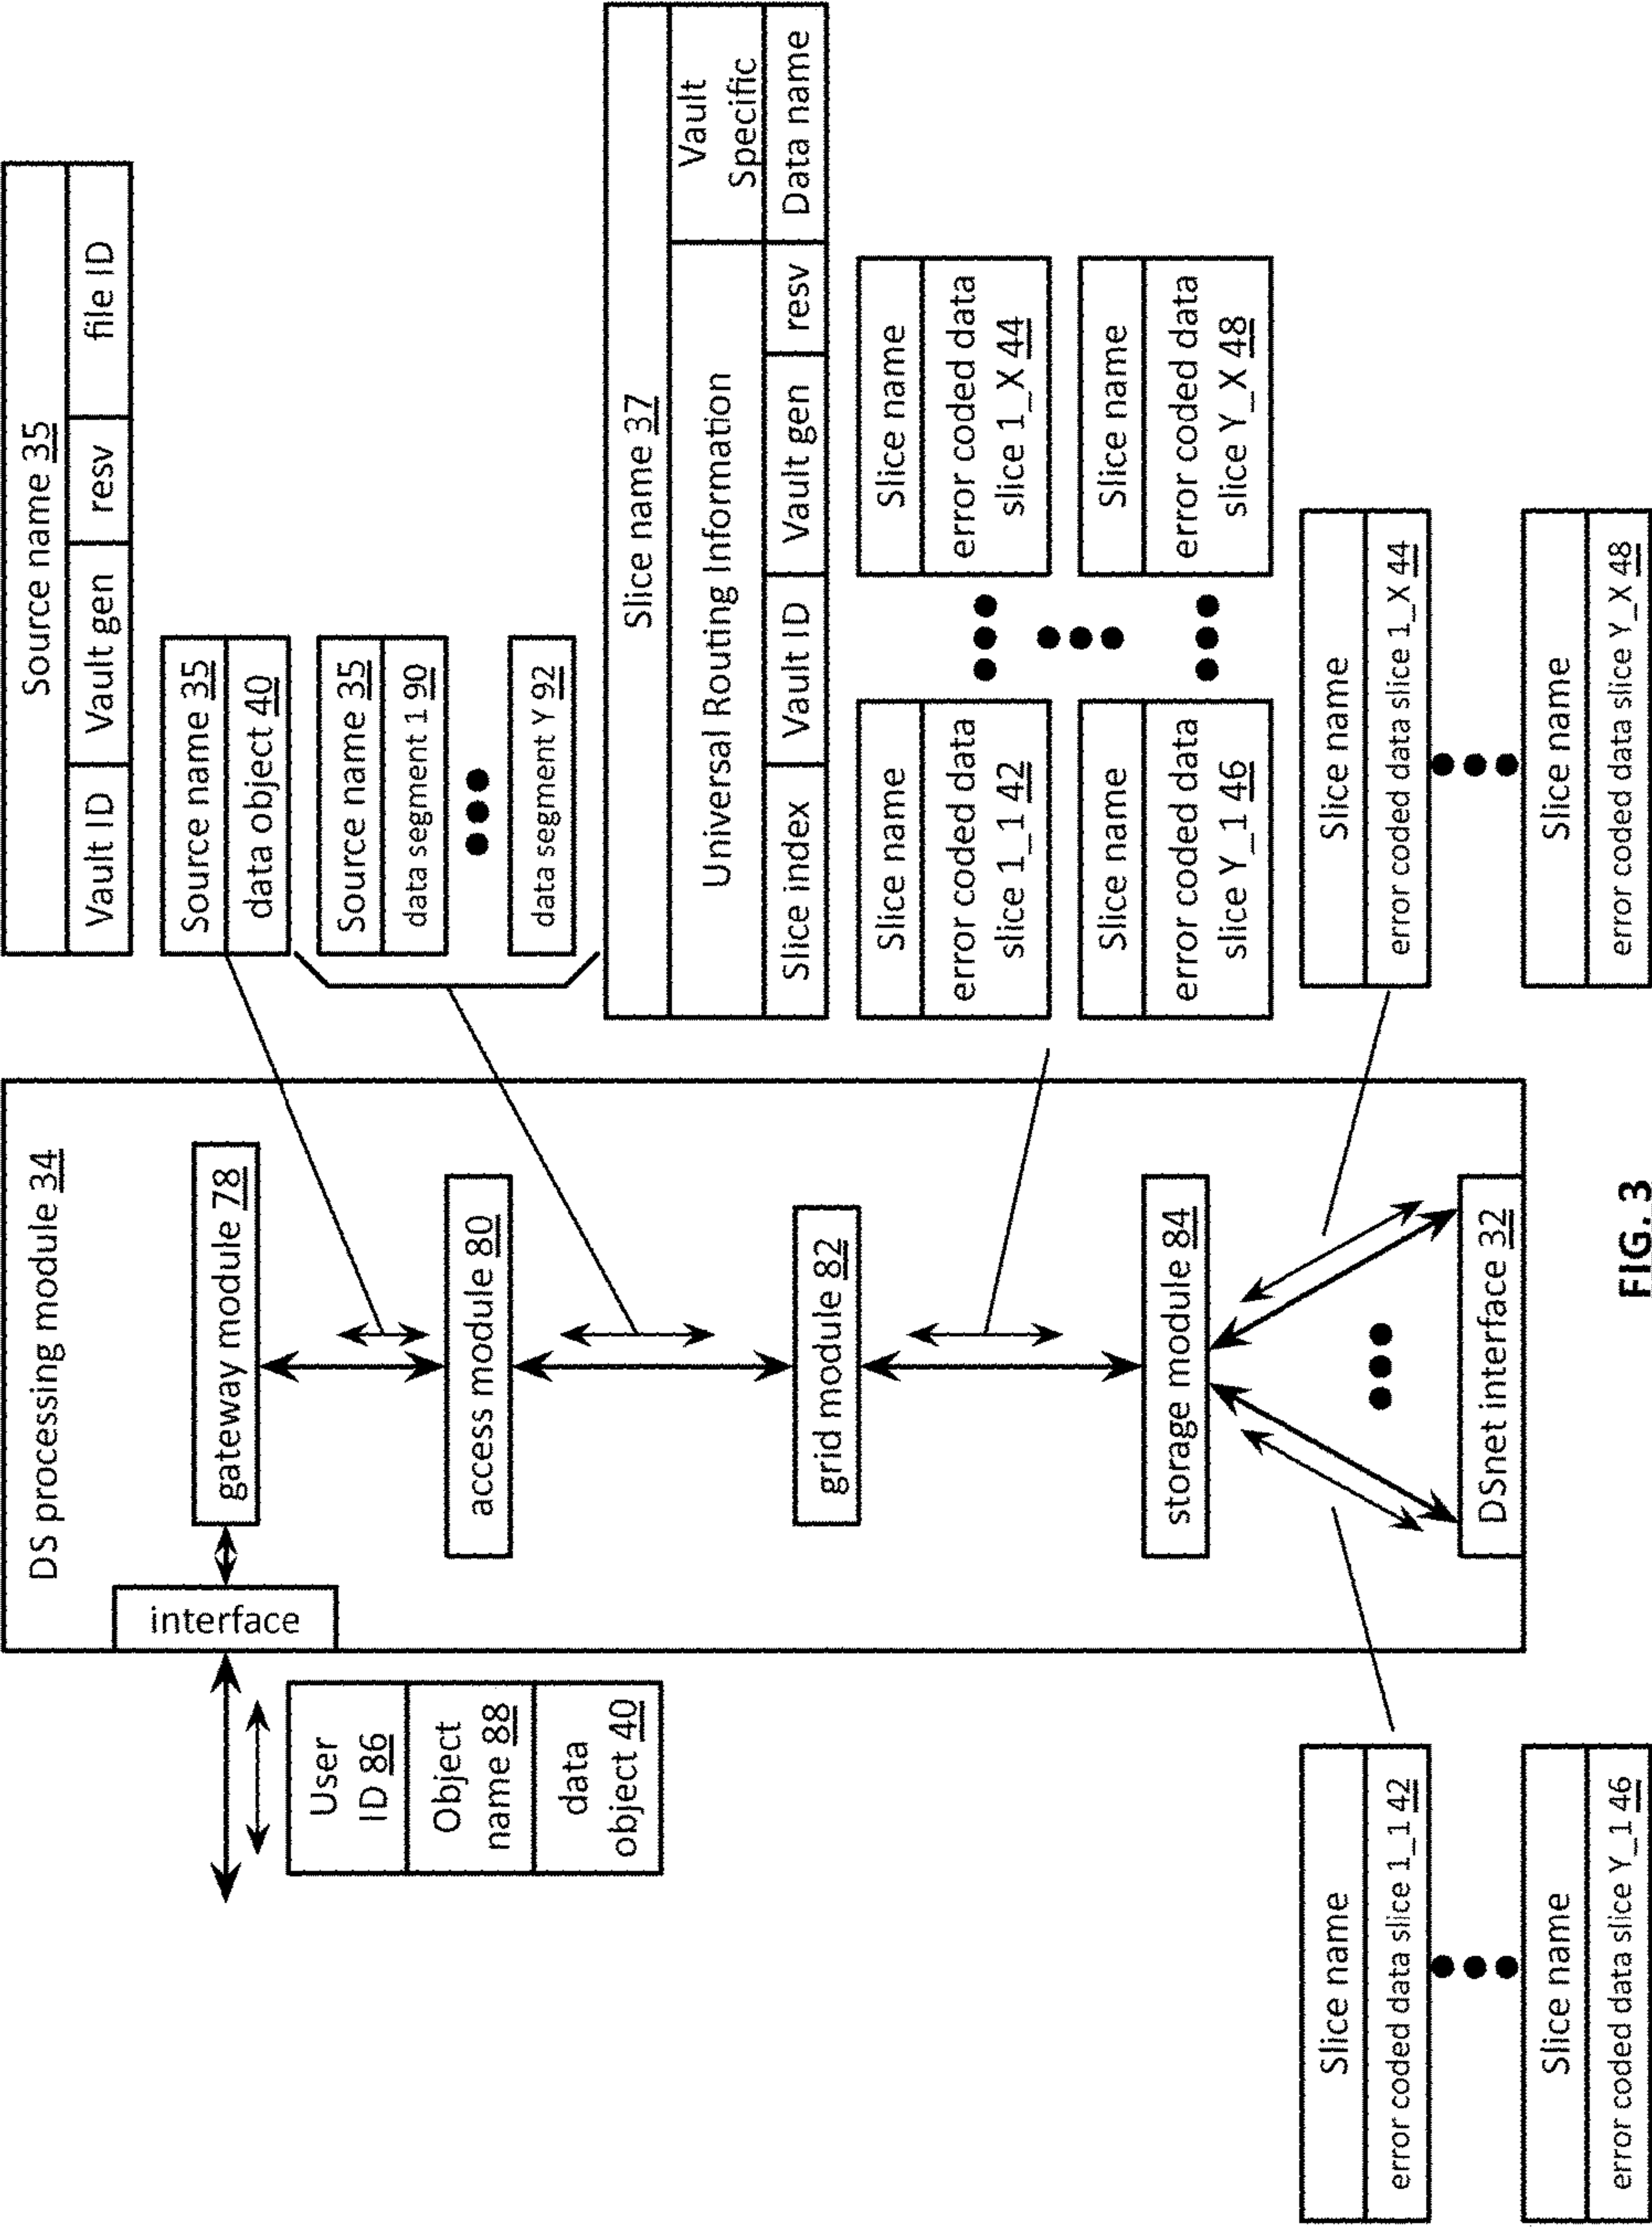 DS processing module 34
interface
gateway module 78
access module 80
grid module 82
storage module 84
DSnet interface 32
User
ID 86
Object
name 88
data
object 40
Source name 35
Vault ID
Vault gen
resv
file ID
Source name 35
data object 40
Source name 35
data segment 1 90
data segment Y 92
Slice name 37
Universal Routing Information
Vault
Specific
Slice index
Vault ID
Vault gen
resv
Data name
Slice name
error coded data
slice 1_1 42
Slice name
error coded data
slice 1_X 44
Slice name
error coded data
slice Y_1 46
Slice name
error coded data
slice Y_X 48
Slice name
error coded data slice 1_1 42
Slice name
error coded data slice Y_1 46
Slice name
error coded data slice 1_X 44
Slice name
error coded data slice Y_X 48
FIG. 3